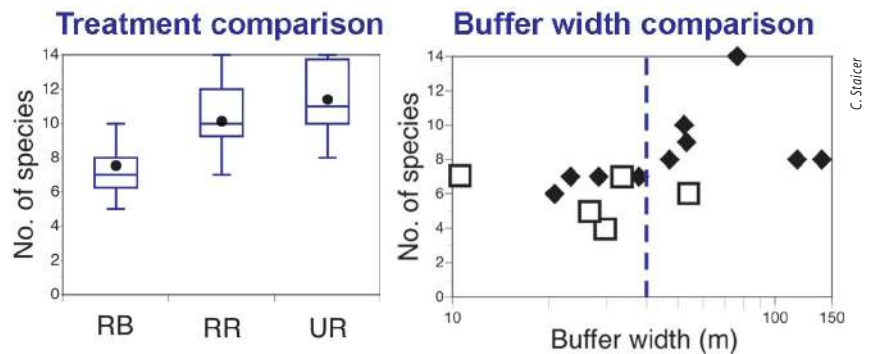 Treatment comparison
No. of species
14
12
10
8
6
4
2
0
RB RR UR
Buffer width comparison
No. of species
14
12
10
8
6
4
2
0
10 100 150
Buffer width (m)
C. Staicer